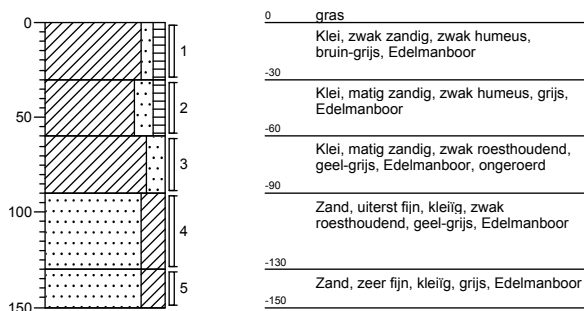 0
50
100
150
1
2
3
4
5
0 gras
Klei, zwak zandig, zwak humeus,
bruin-grijs, Edelmanboor
-30
Klei, matig zandig, zwak humeus, grijs,
Edelmanboor
-60
Klei, matig zandig, zwak roesthoudend,
geel-grijs, Edelmanboor, ongeroerd
-90
Zand, uiterst fijn, kleiïg, zwak
roesthoudend, geel-grijs, Edelmanboor
-130
Zand, zeer fijn, kleiïg, grijs, Edelmanboor
-150